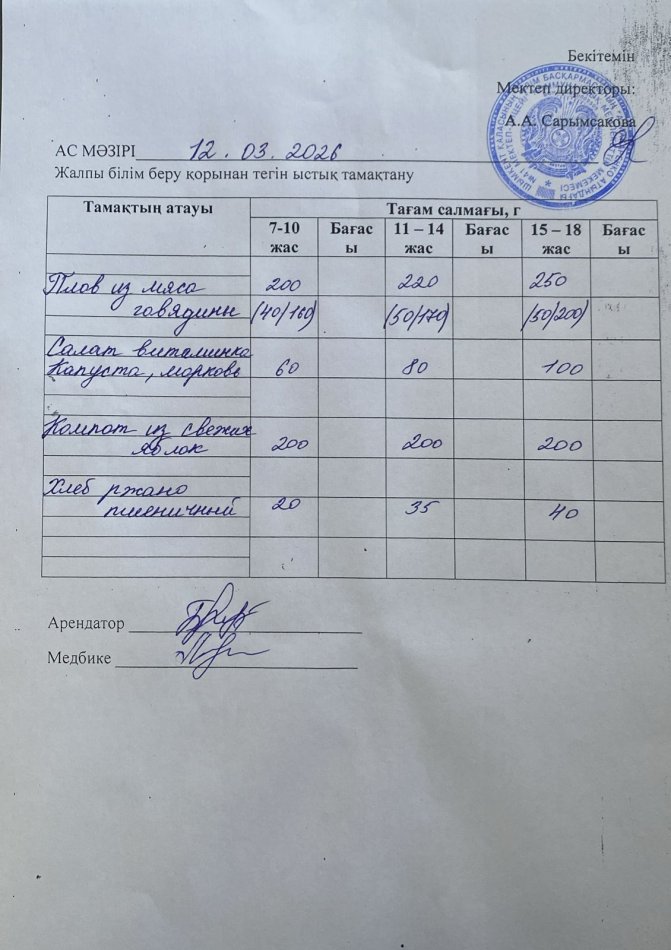 Бекітемін
Мектеп директоры:
А.А. Сарымсакова
АС МӘЗІРІ 12.03.2026
Жалпы білім беру қорынан тегін ыстық тамақтану
Тамақтың атауы Тағам салмағы, г
7-10 жас Бағасы 11 – 14 жас Бағасы 15 – 18 жас Бағасы
Плов из мяса 200 220 250
говядины (40/160) (50/170) (50/200)
Салат витаминка
Капуста, морковь 60 80 100
Компот из свежих
яблок 200 200 200
Хлеб ржано
пшеничный 20 35 40
Арендатор
Медбике